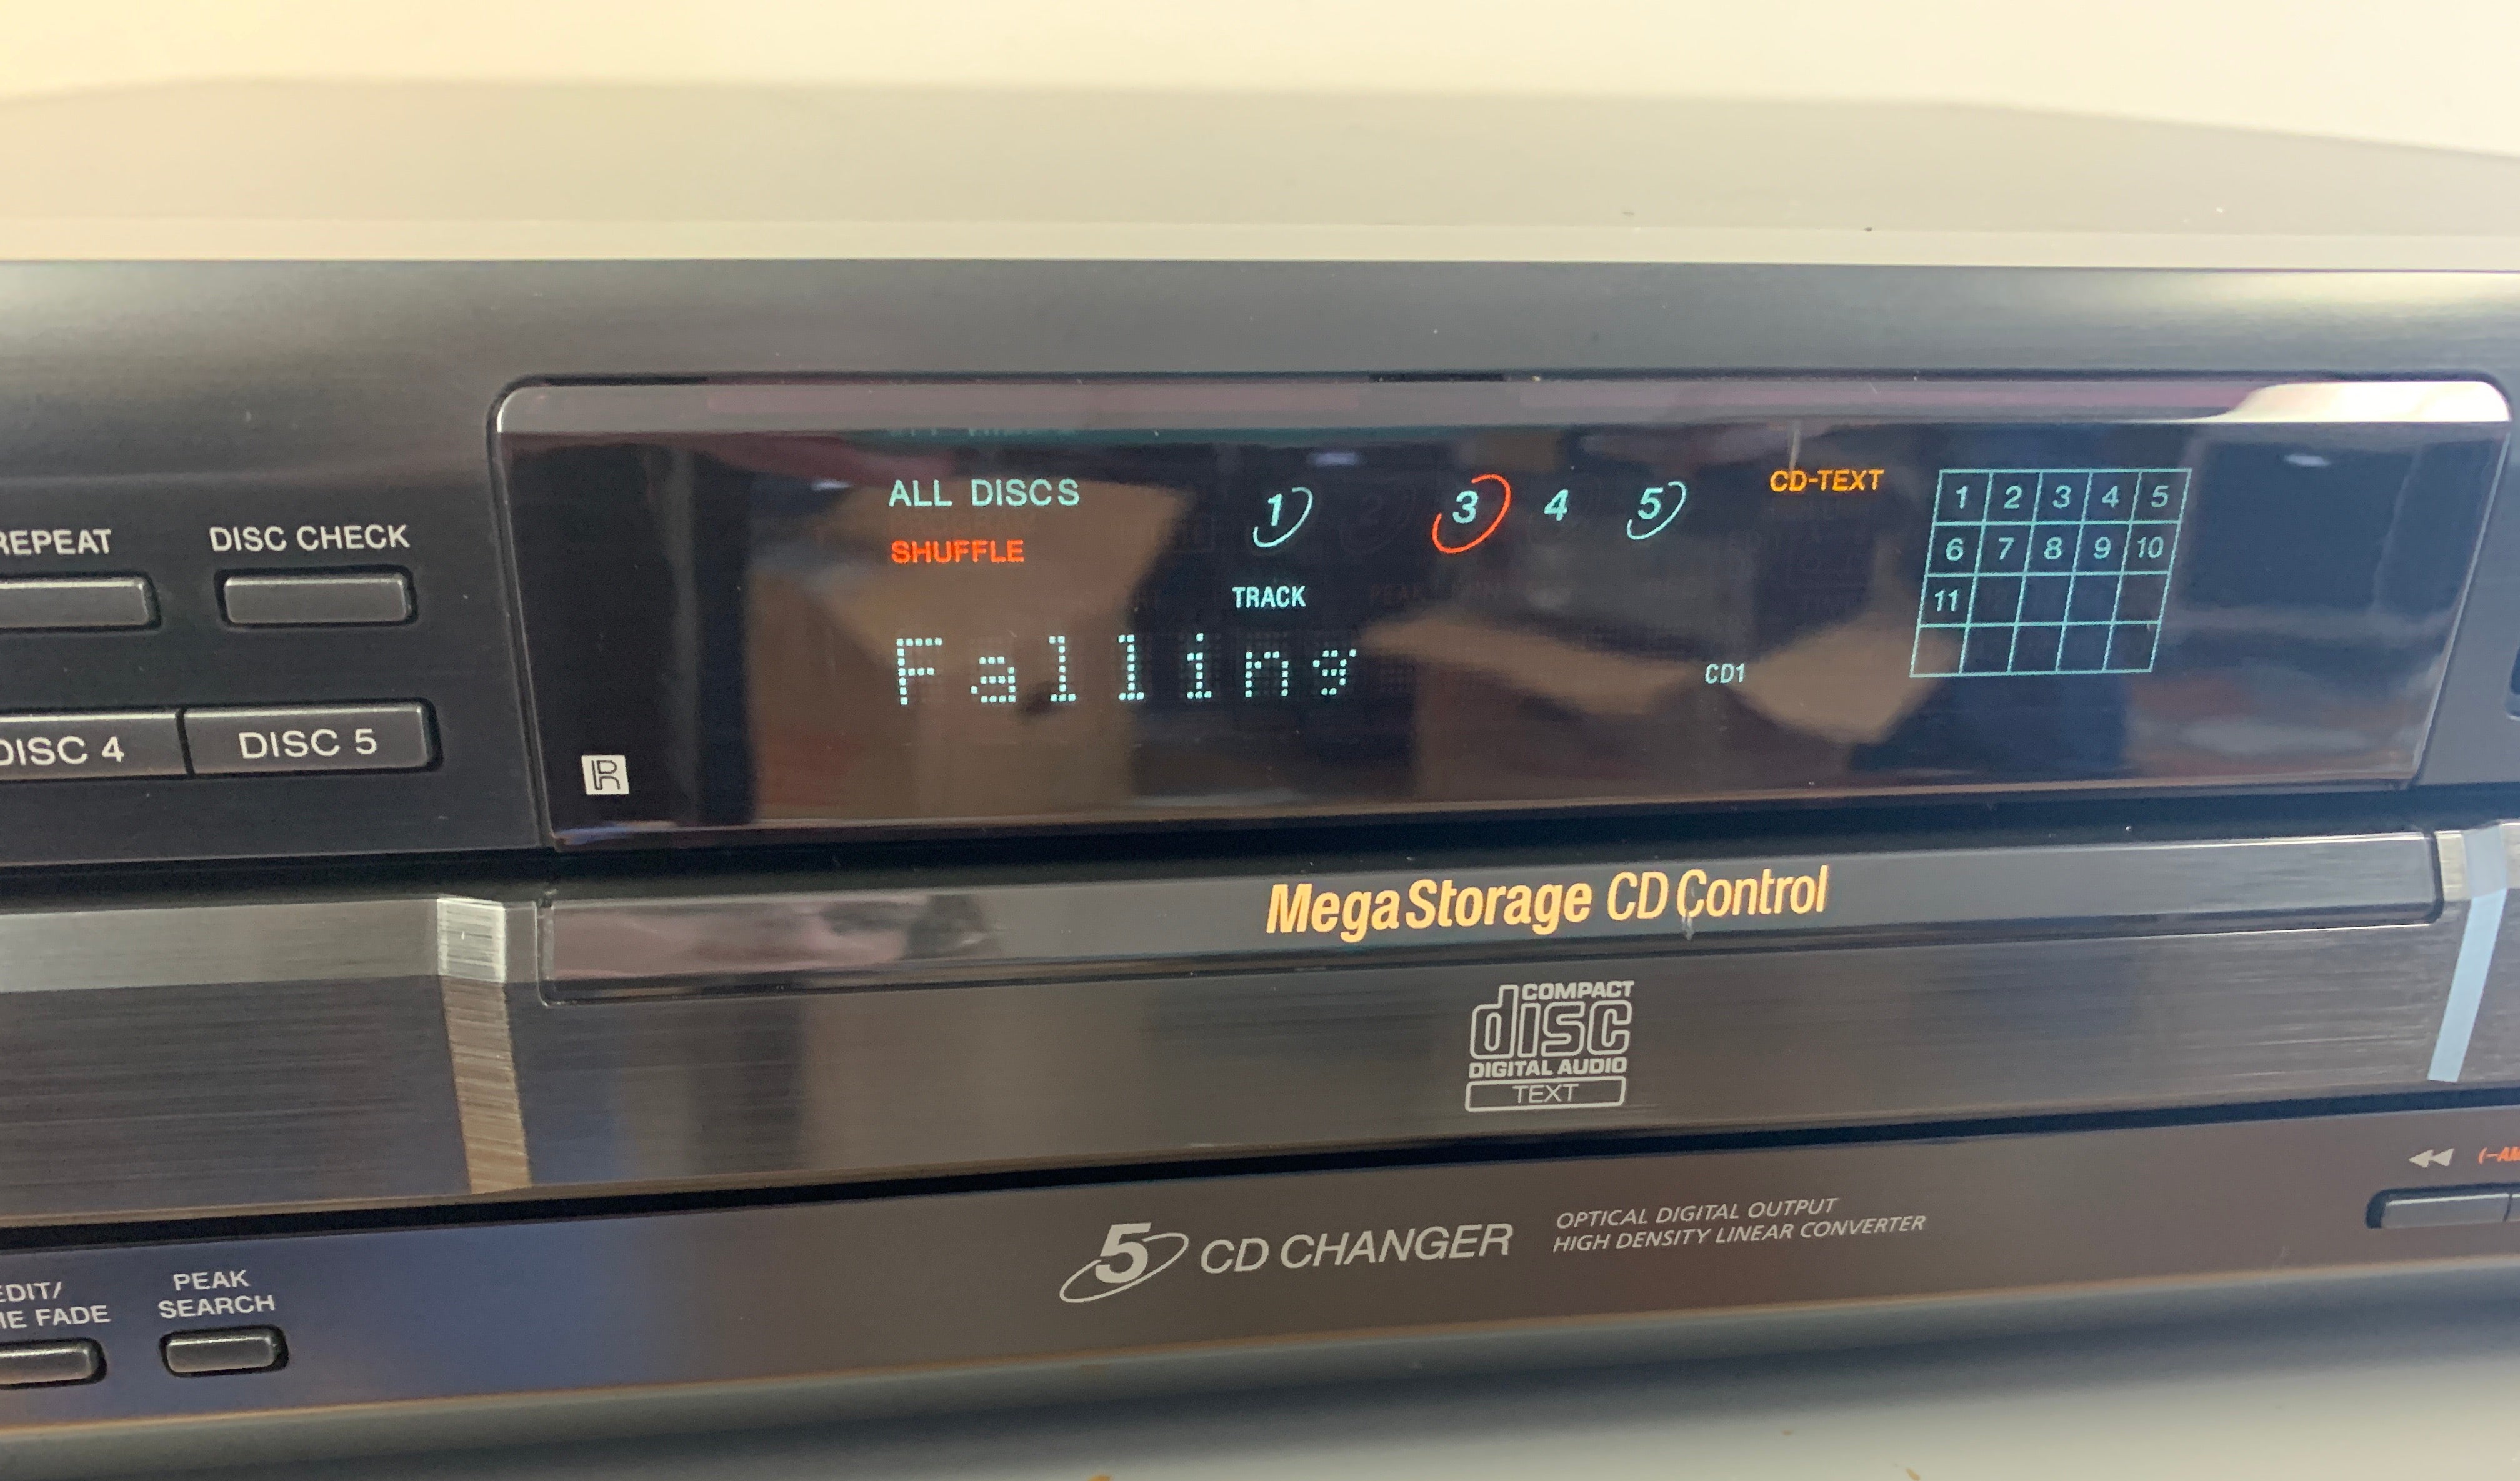 REPEAT
DISC CHECK
DISC 4
DISC 5
ALL DISCS
SHUFFLE
1 3 4 5
CD-TEXT
TRACK
Falling
CD1
1 2 3 4 5
6 7 8 9 10
11
R
MegaStorage CD Control
COMPACT
disc
DIGITAL AUDIO
TEXT
5 CD CHANGER
OPTICAL DIGITAL OUTPUT
HIGH DENSITY LINEAR CONVERTER
EDIT/
FADE
PEAK
SEARCH